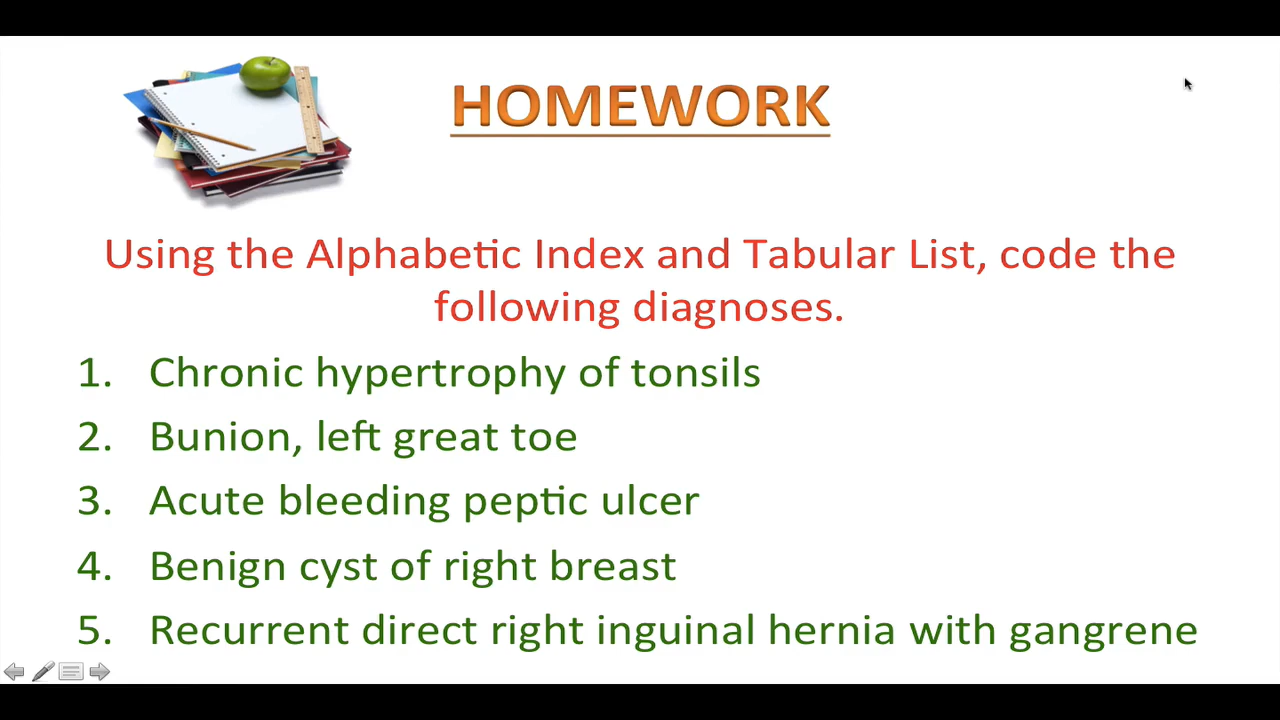 HOMEWORK
Using the Alphabetic Index and Tabular List, code the
following diagnoses.
1. Chronic hypertrophy of tonsils
2. Bunion, left great toe
3. Acute bleeding peptic ulcer
4. Benign cyst of right breast
5. Recurrent direct right inguinal hernia with gangrene